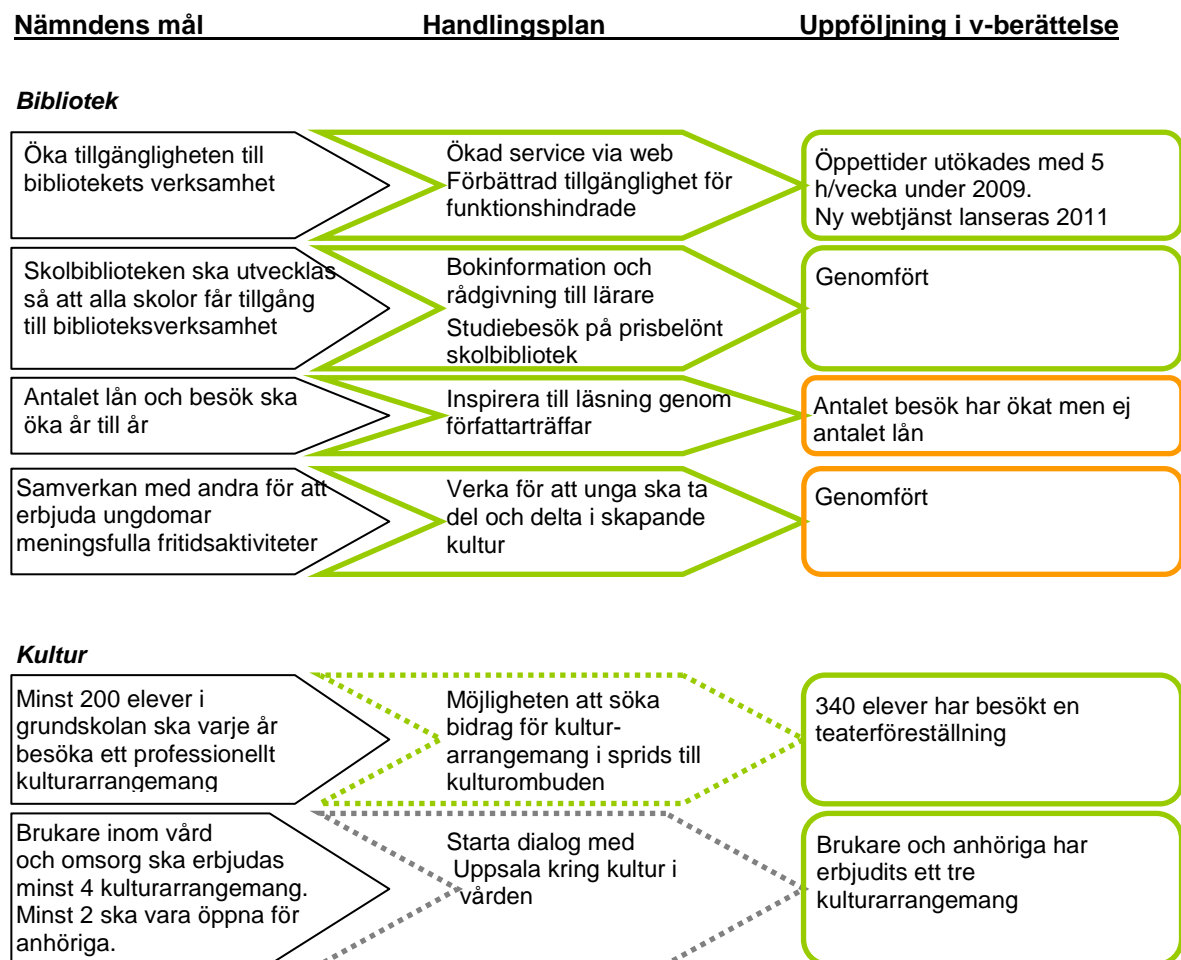 Nämndens mål Handlingsplan Uppföljning i v-berättelse
Bibliotek
Öka tillgängligheten till
bibliotekets verksamhet
Ökad service via web
Förbättrad tillgänglighet för
funktionshindrade
Öppettider utökades med 5
h/vecka under 2009.
Ny webtjänst lanseras 2011
Skolbiblioteken ska utvecklas
så att alla skolor får tillgång
till biblioteksverksamhet
Bokinformation och
rådgivning till lärare
Studiebesök på prisbelönt
skolbibliotek
Genomfört
Antalet lån och besök ska
öka år till år
Inspirera till läsning genom
författarträffar
Antalet besök har ökat men ej
antalet lån
Samverkan med andra för att
erbjuda ungdomar
meningsfulla fritidsaktiviteter
Verka för att unga ska ta
del och delta i skapande
kultur
Genomfört
Kultur
Minst 200 elever i
grundskolan ska varje år
besöka ett professionellt
kulturarrangemang
Möjligheten att söka
bidrag för kultur-
arrangemang i sprids till
kulturombuden
340 elever har besökt en
teaterföreställning
Brukare inom vård
och omsorg ska erbjudas
minst 4 kulturarrangemang.
Minst 2 ska vara öppna för
anhöriga.
Starta dialog med
Uppsala kring kultur i
vården
Brukare och anhöriga har
erbjudits ett tre
kulturarrangemang